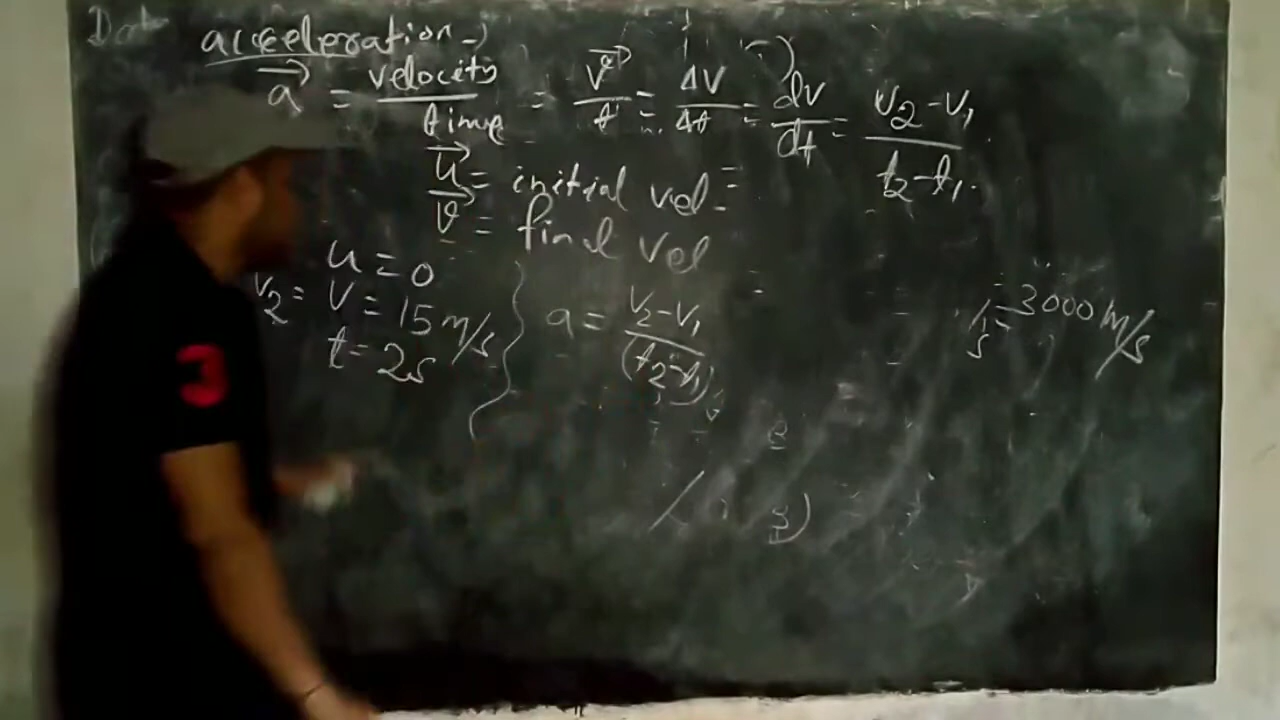 acceleration→
a⃗ = velocity/time = v⃗/t = ΔV/Δt = dv/dt = v₂-v₁/t₂-t₁.
u⃗ = initial vel
v⃗ = final vel
u = 0
v₂ = V = 15 m/s
t = 2s
a = v₂-v₁/(t₂-t₁)
= 3000 m/s
3